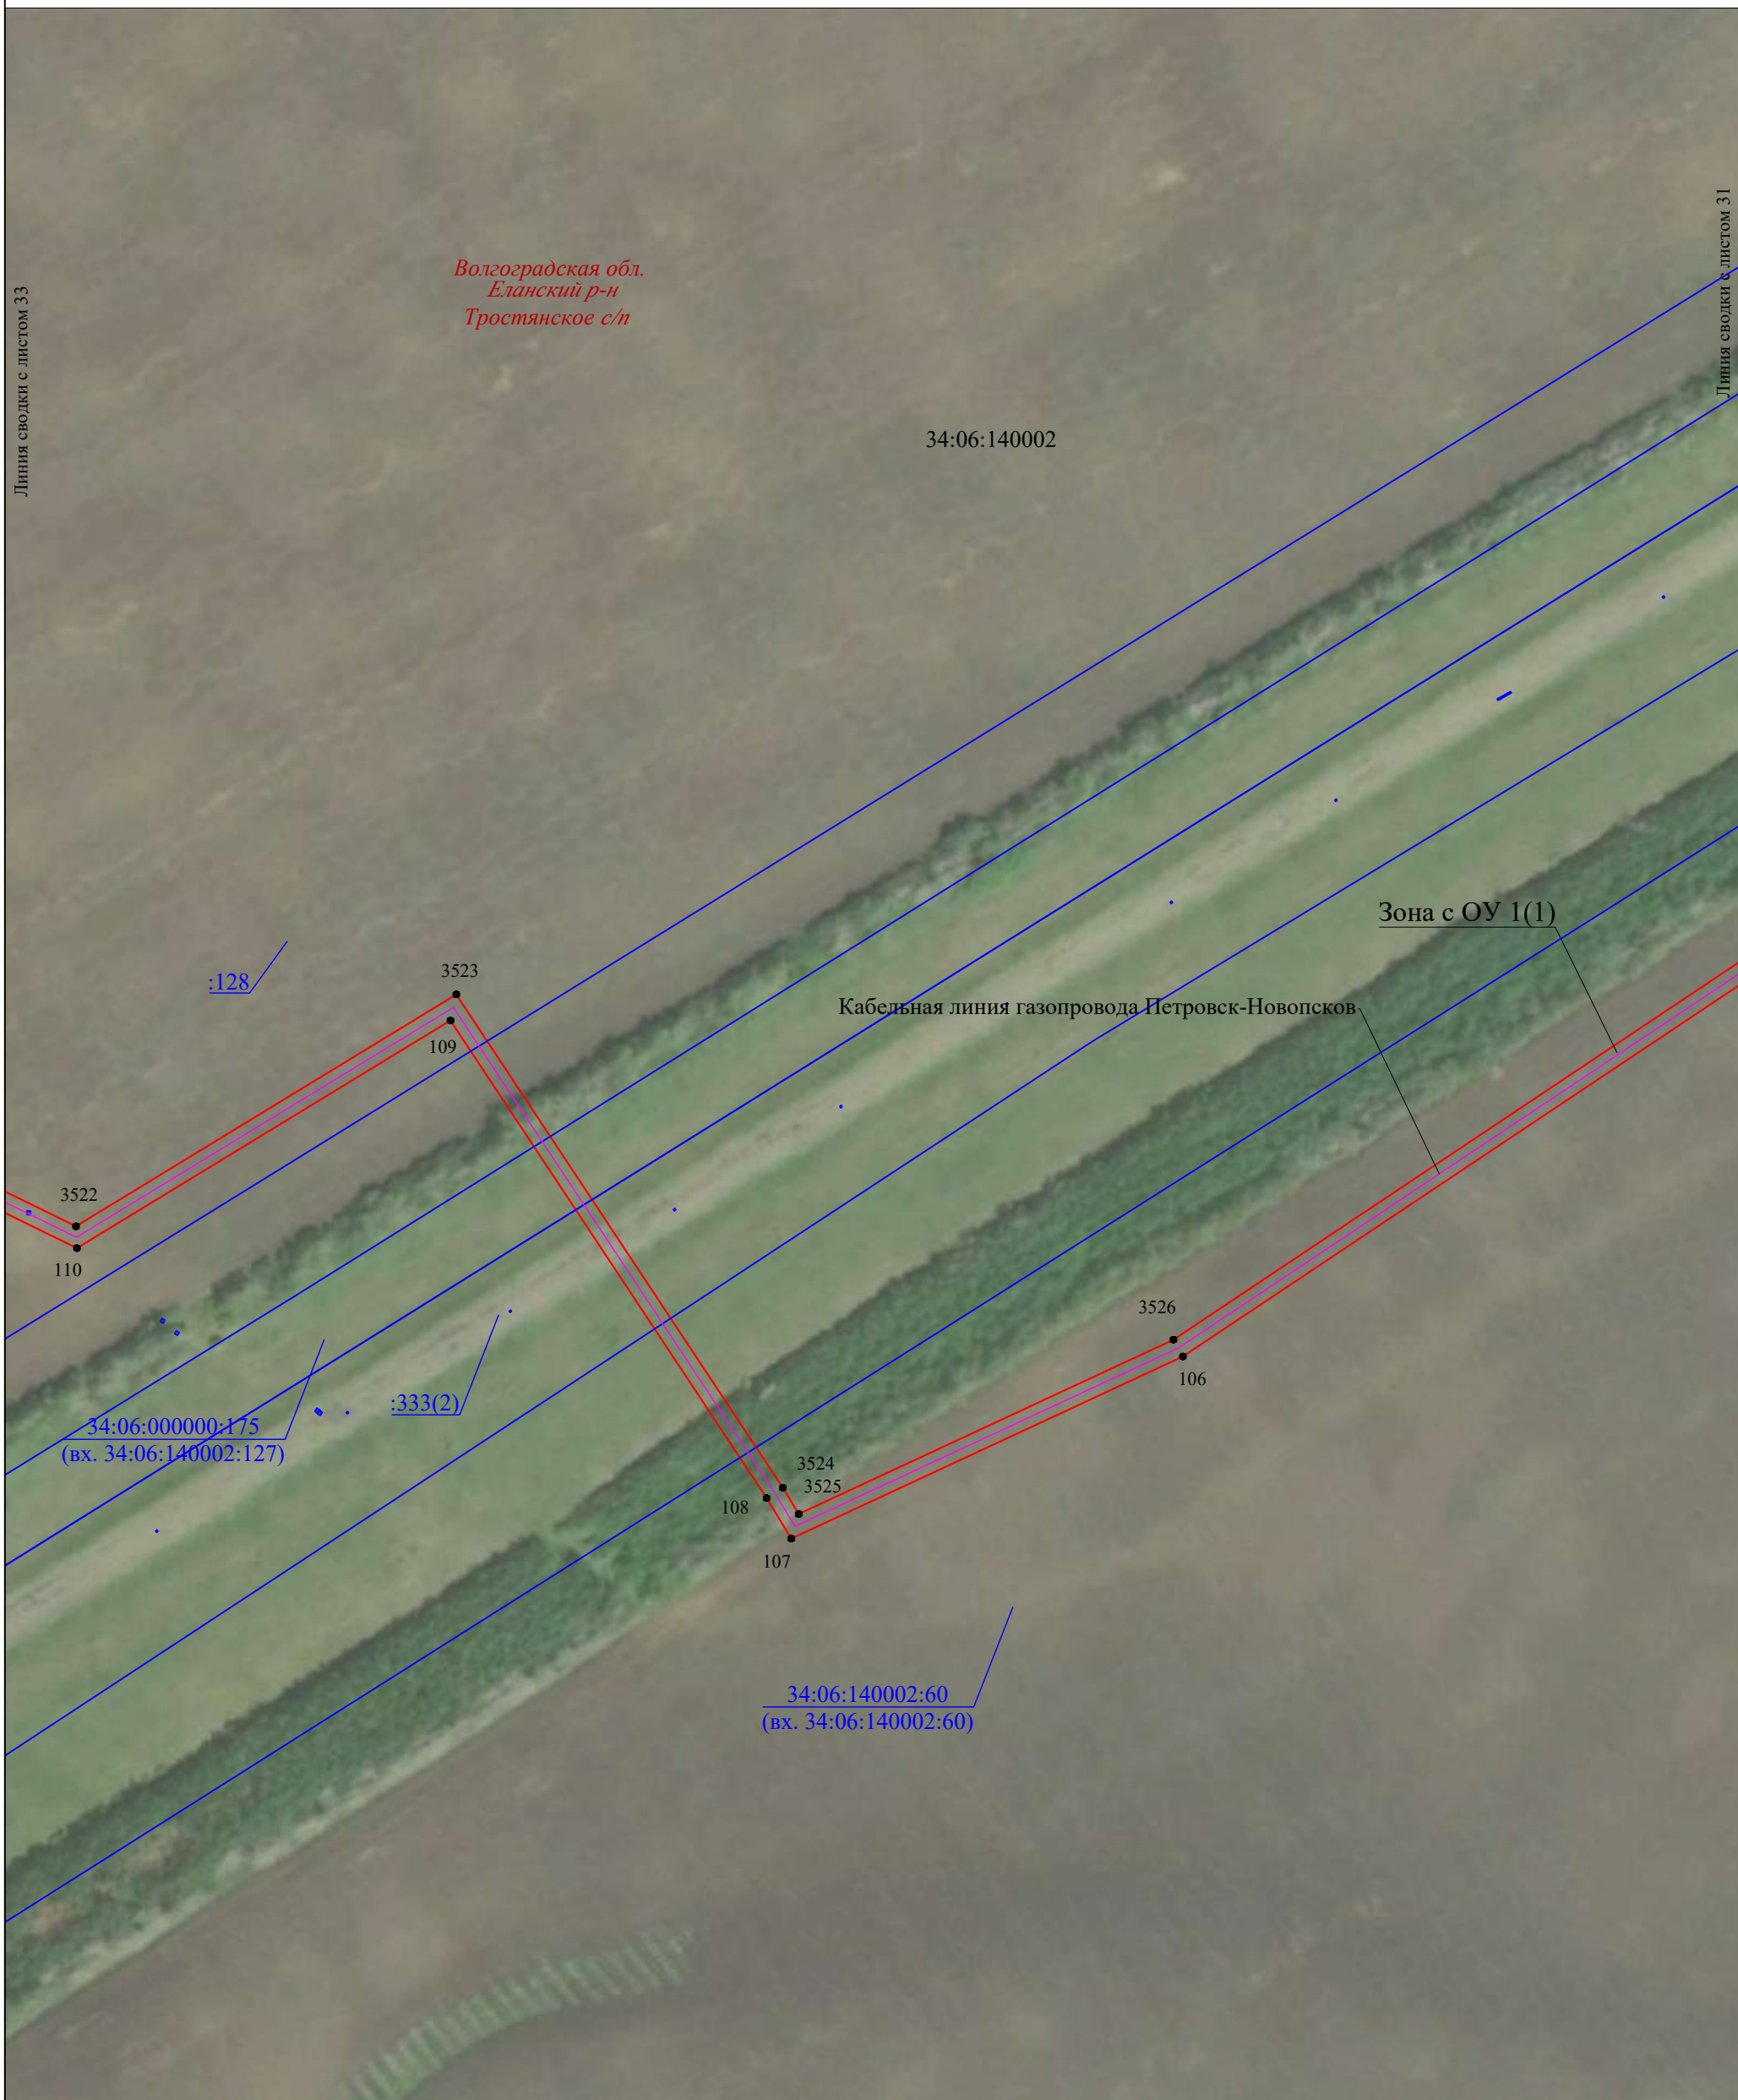 Линия сводки с листом 33
Линия сводки с листом 31
Волгоградская обл.
Еланский р-н
Тростянское с/п
34:06:140002
Зона с ОУ 1(1)
:128
3523
Кабельная линия газопровода Петровск-Новопсков
109
3522
110
3526
106
:333(2)
34:06:000000:175
(вх. 34:06:140002:127)
3524
3525
108
107
34:06:140002:60
(вх. 34:06:140002:60)